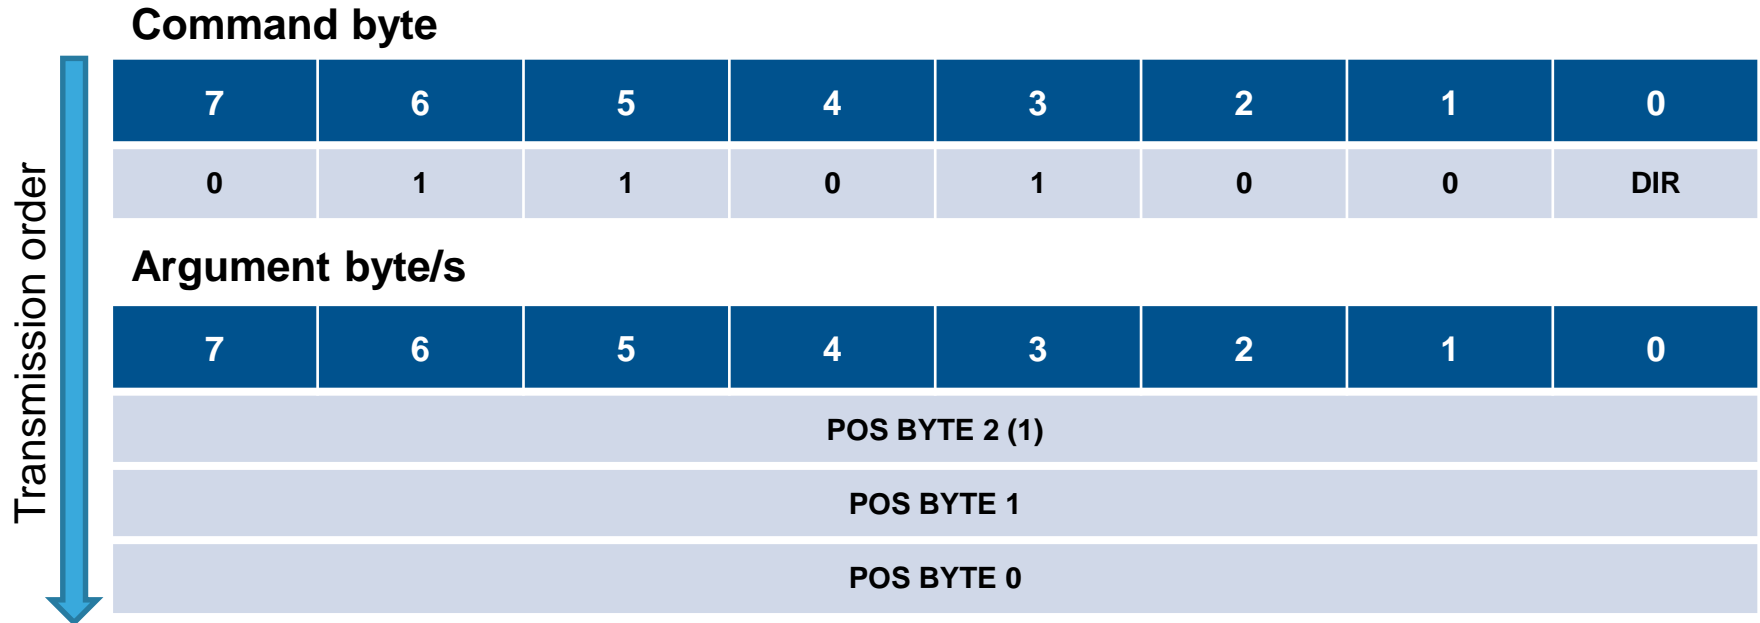 Command byte
7 6 5 4 3 2 1 0
0 1 1 0 1 0 0 DIR
Argument byte/s
7 6 5 4 3 2 1 0
POS BYTE 2 (1)
POS BYTE 1
POS BYTE 0
Transmission order